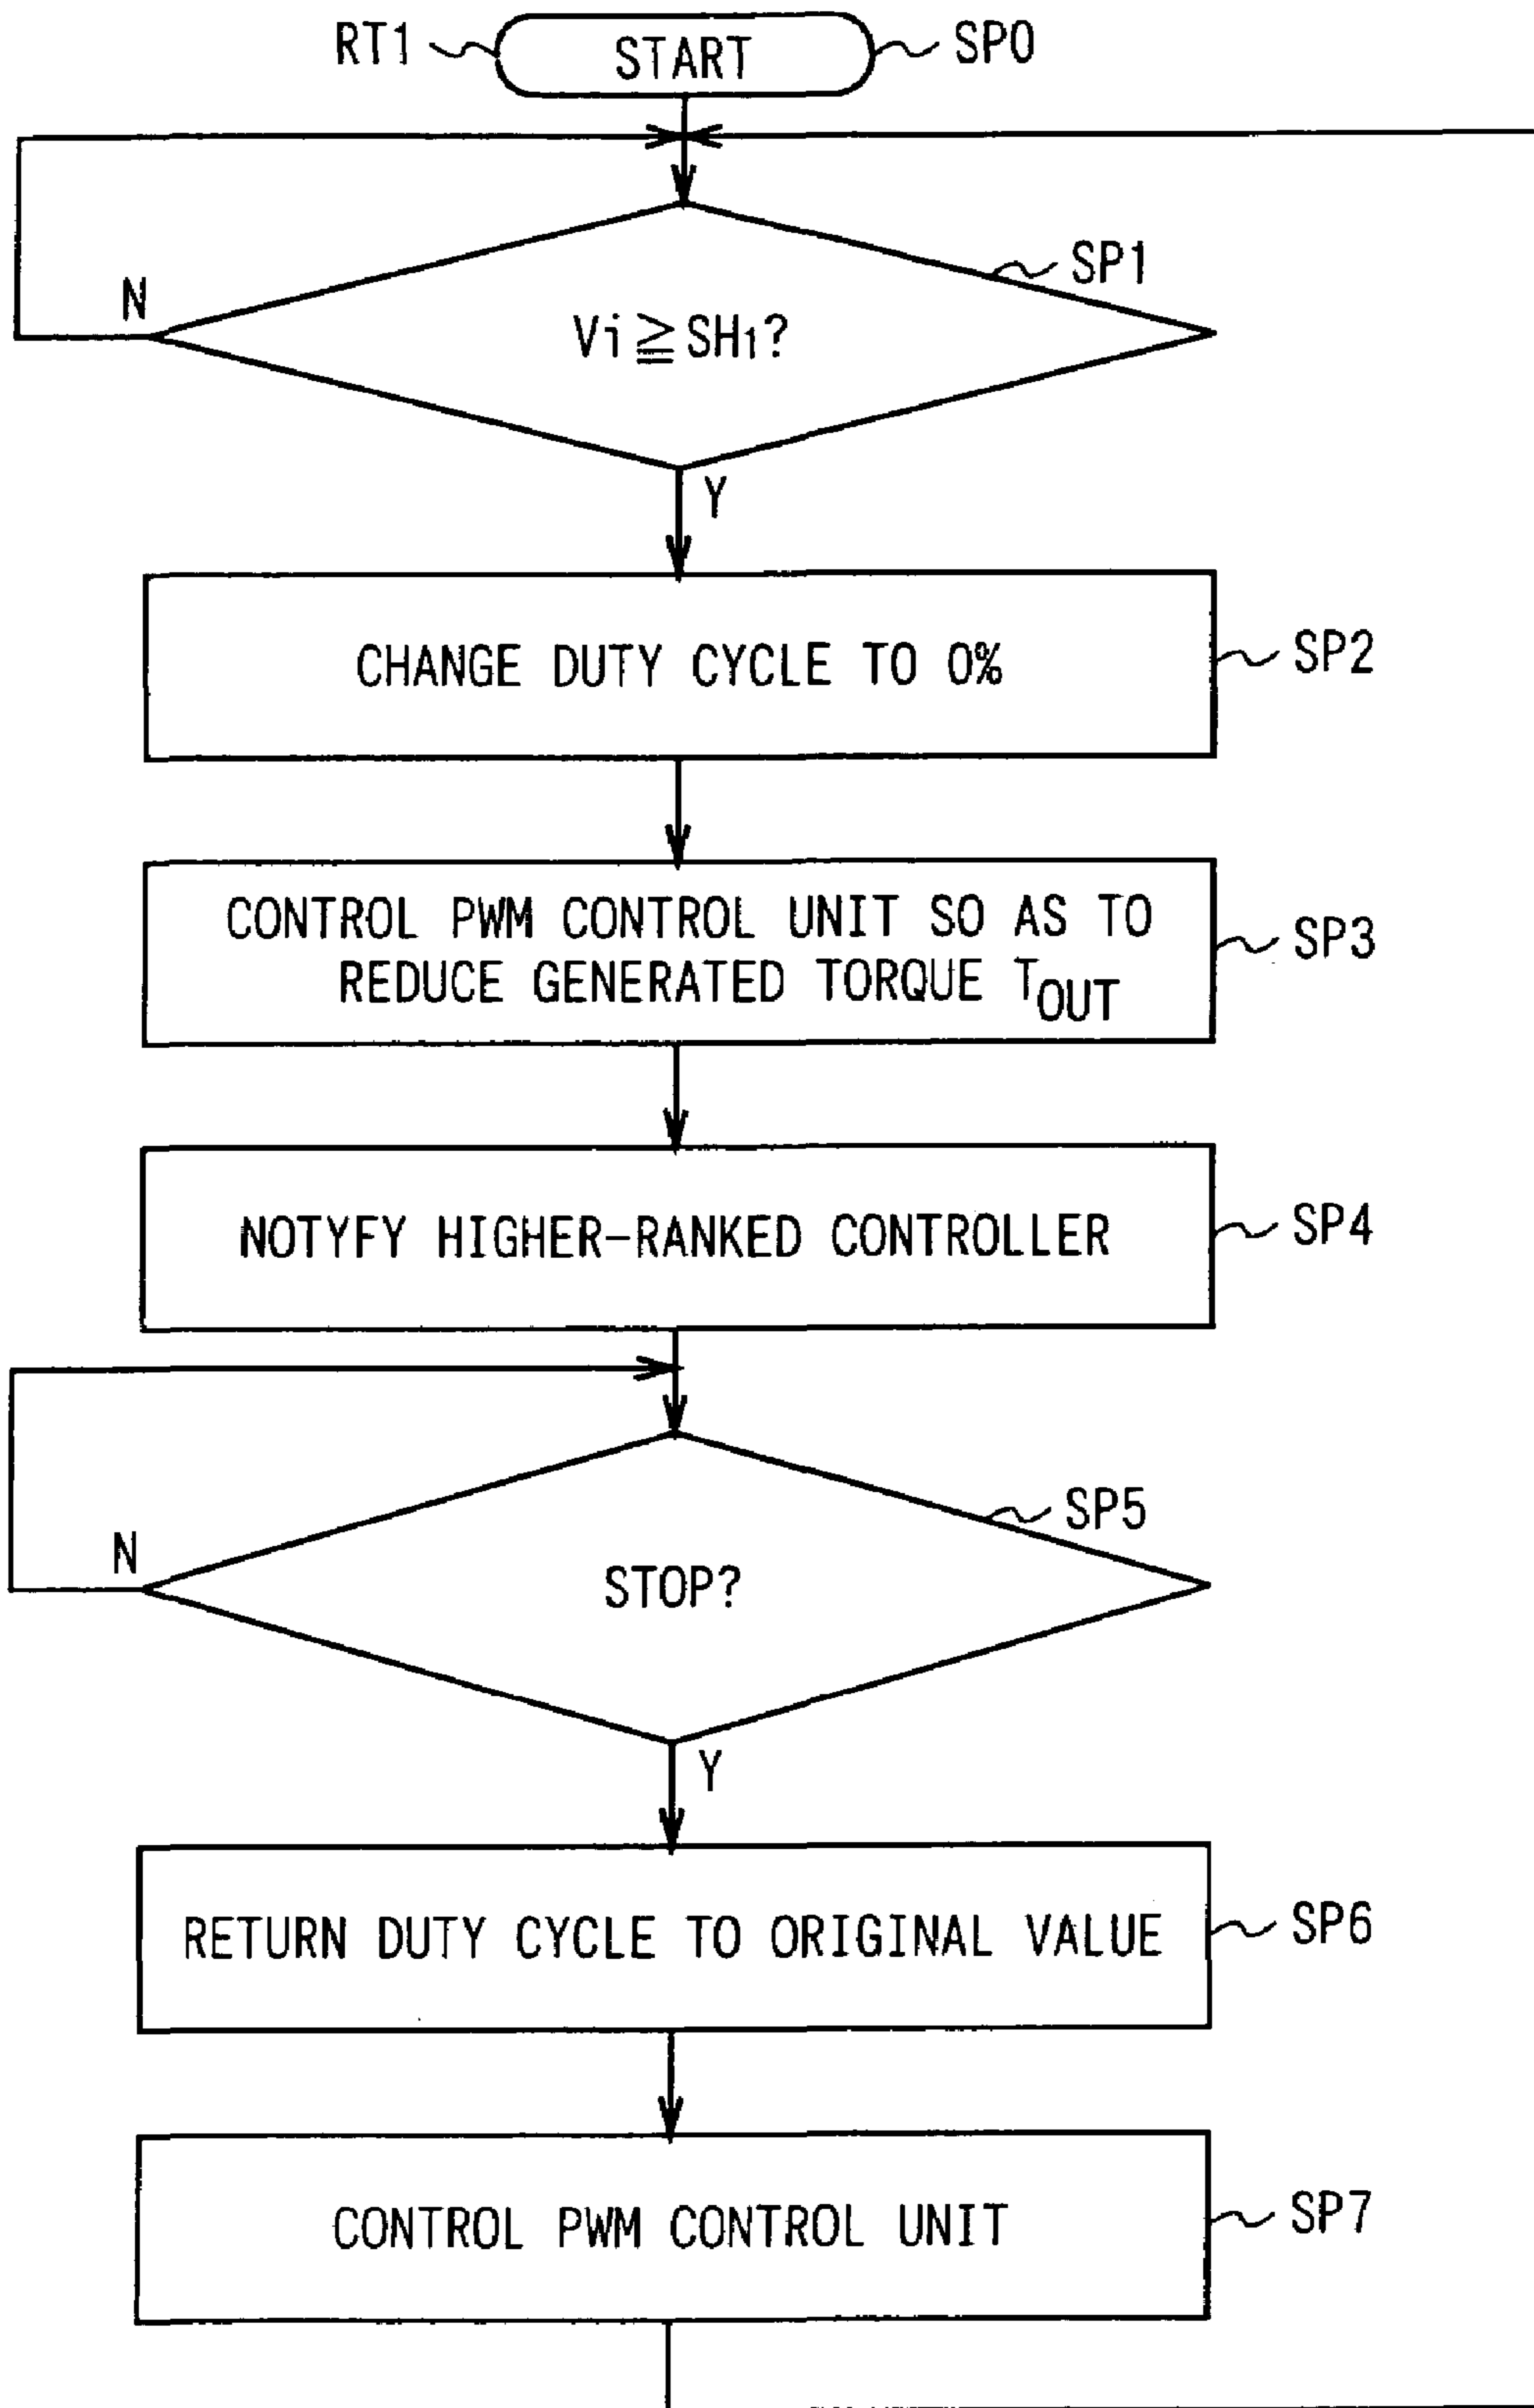 RT1
START
SP0
SP1
N
Vi≧SH₁?
Y
CHANGE DUTY CYCLE TO 0%
SP2
CONTROL PWM CONTROL UNIT SO AS TO
REDUCE GENERATED TORQUE T_OUT
SP3
NOTYFY HIGHER-RANKED CONTROLLER
SP4
SP5
N
STOP?
Y
RETURN DUTY CYCLE TO ORIGINAL VALUE
SP6
CONTROL PWM CONTROL UNIT
SP7